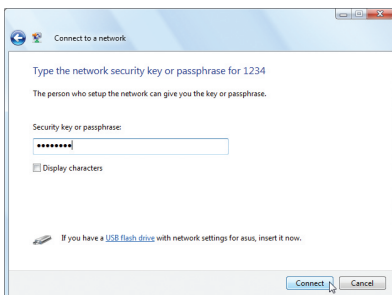 Connect to a network
Type the network security key or passphrase for 1234
The person who setup the network can give you the key or passphrase.
Security key or passphrase:
••••••••
Display characters
If you have a USB flash drive with network settings for asus, insert it now.
Connect Cancel